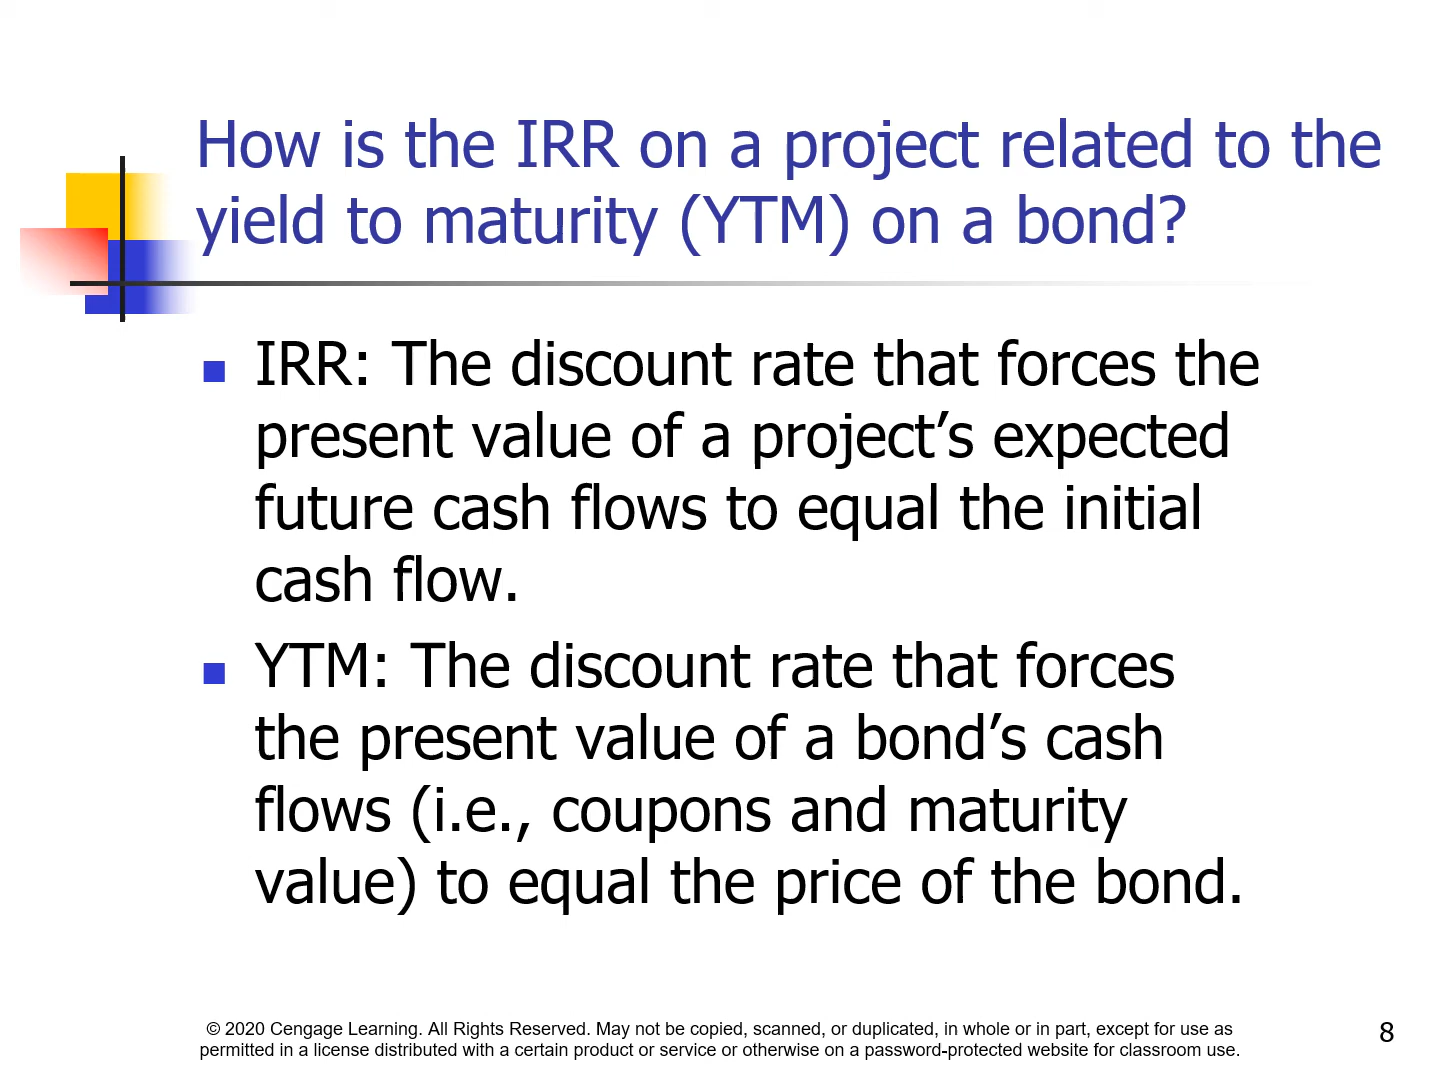 How is the IRR on a project related to the
yield to maturity (YTM) on a bond?
IRR: The discount rate that forces the
present value of a project’s expected
future cash flows to equal the initial
cash flow.
YTM: The discount rate that forces
the present value of a bond’s cash
flows (i.e., coupons and maturity
value) to equal the price of the bond.
© 2020 Cengage Learning. All Rights Reserved. May not be copied, scanned, or duplicated, in whole or in part, except for use as
permitted in a license distributed with a certain product or service or otherwise on a password-protected website for classroom use.
8